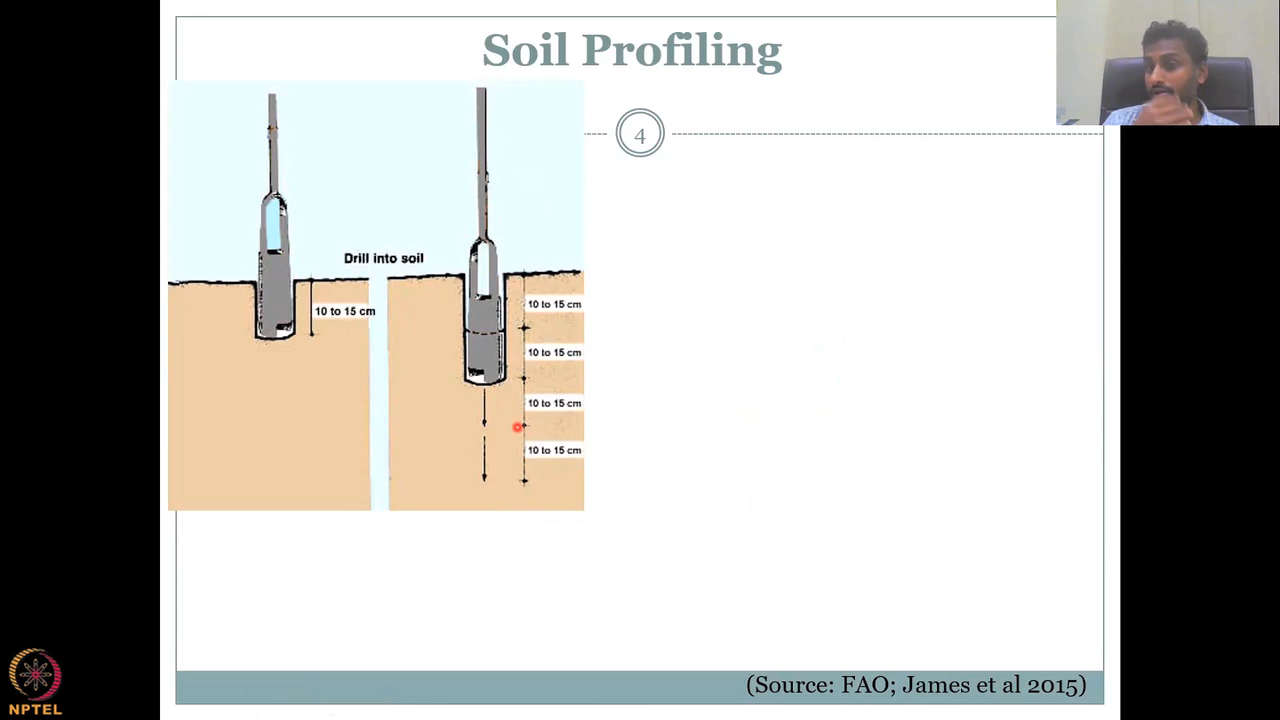 Soil Profiling
4
Drill into soil
10 to 15 cm
10 to 15 cm
10 to 15 cm
10 to 15 cm
10 to 15 cm
(Source: FAO; James et al 2015)
NPTEL